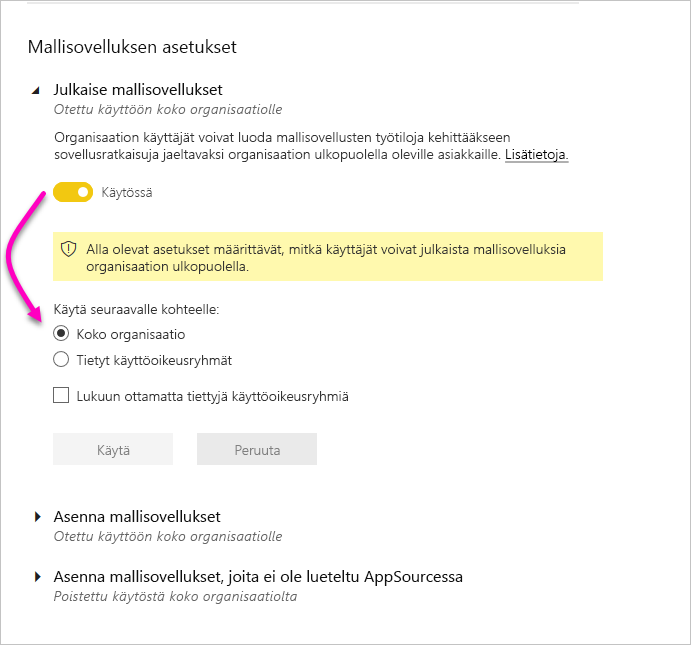 Mallisovelluksen asetukset
Julkaise mallisovellukset
Otettu käyttöön koko organisaatiolle
Organisaation käyttäjät voivat luoda mallisovellusten työtiloja kehittääkseen
sovellusratkaisuja jaeltavaksi organisaation ulkopuolella oleville asiakkaille. Lisätietoja.
Käytössä
Alla olevat asetukset määrittävät, mitkä käyttäjät voivat julkaista mallisovelluksia
organisaation ulkopuolella.
Käytä seuraavalle kohteelle:
Koko organisaatio
Tietyt käyttöoikeusryhmät
Lukuun ottamatta tiettyjä käyttöoikeusryhmiä
Käytä
Peruuta
Asenna mallisovellukset
Otettu käyttöön koko organisaatiolle
Asenna mallisovellukset, joita ei ole lueteltu AppSourcessa
Poistettu käytöstä koko organisaatiolta